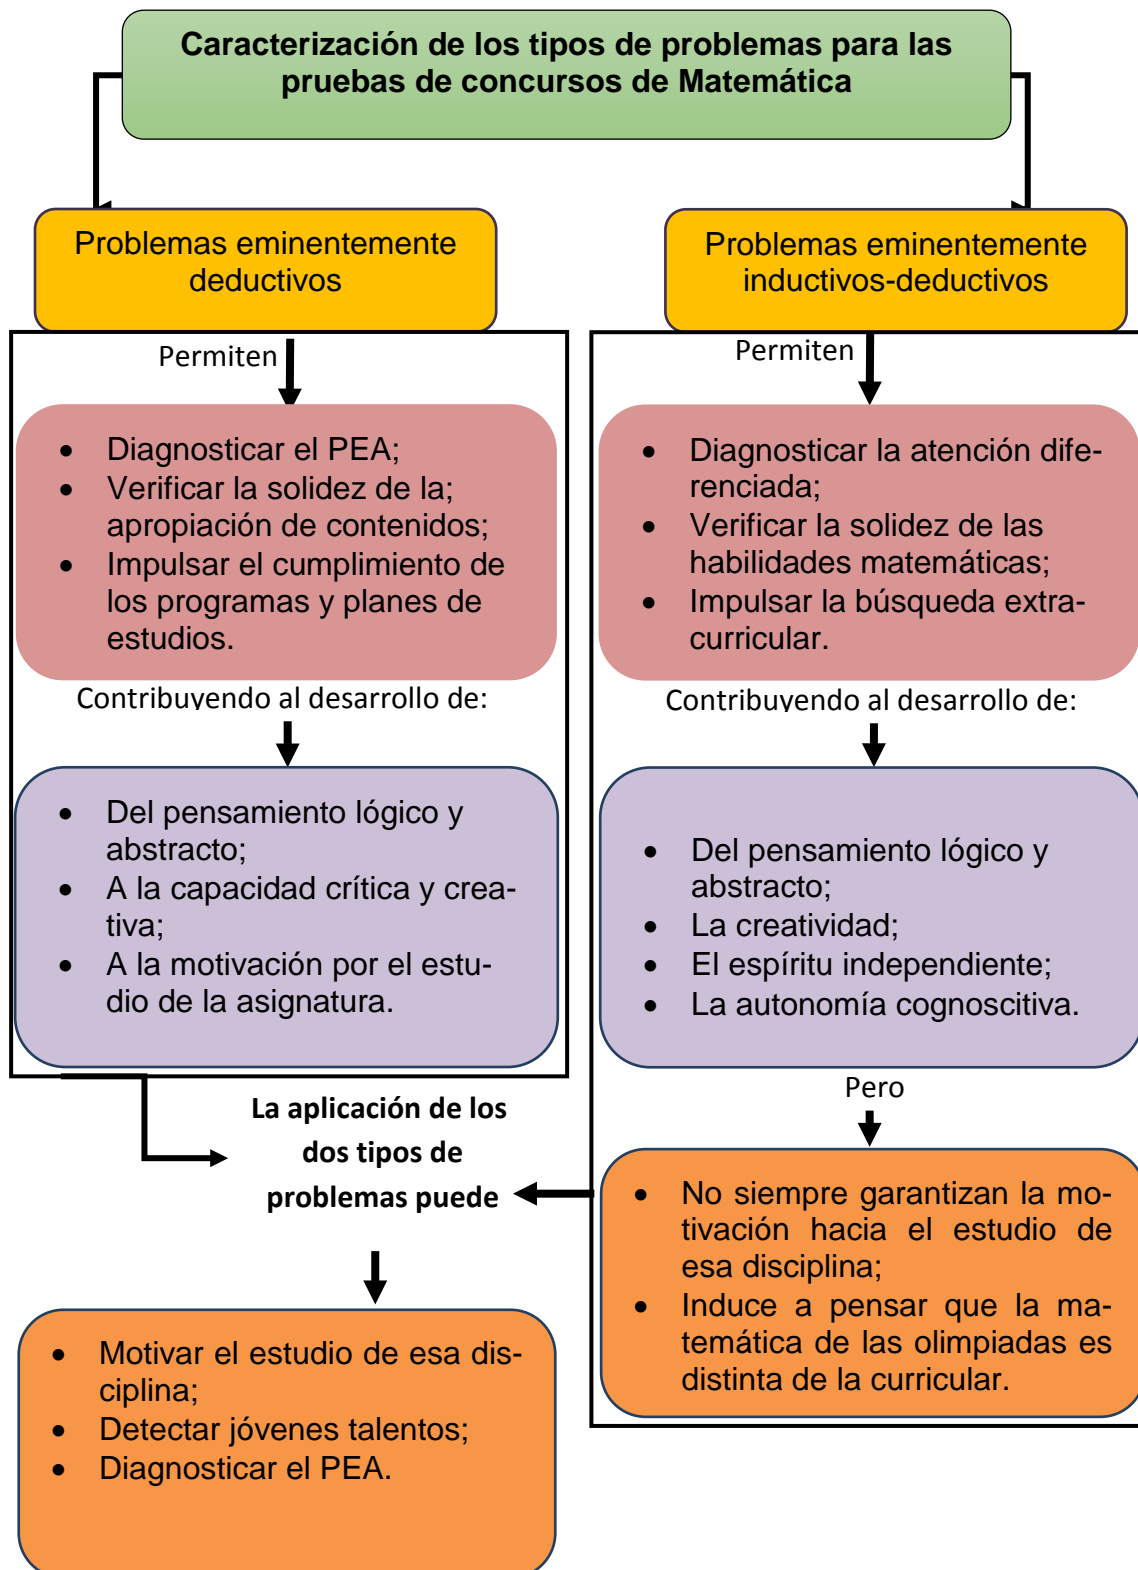 Caracterización de los tipos de problemas para las
pruebas de concursos de Matemática
Problemas eminentemente
deductivos
Permiten
• Diagnosticar el PEA;
• Verificar la solidez de la;
apropiación de contenidos;
• Impulsar el cumplimiento de
los programas y planes de
estudios.
Contribuyendo al desarrollo de:
• Del pensamiento lógico y
abstracto;
• A la capacidad crítica y crea-
tiva;
• A la motivación por el estu-
dio de la asignatura.
Problemas eminentemente
inductivos-deductivos
Permiten
• Diagnosticar la atención dife-
renciada;
• Verificar la solidez de las
habilidades matemáticas;
• Impulsar la búsqueda extra-
curricular.
Contribuyendo al desarrollo de:
• Del pensamiento lógico y
abstracto;
• La creatividad;
• El espíritu independiente;
• La autonomía cognoscitiva.
Pero
• No siempre garantizan la mo-
tivación hacia el estudio de
esa disciplina;
• Induce a pensar que la ma-
temática de las olimpiadas es
distinta de la curricular.
La aplicación de los
dos tipos de
problemas puede
• Motivar el estudio de esa dis-
ciplina;
• Detectar jóvenes talentos;
• Diagnosticar el PEA.